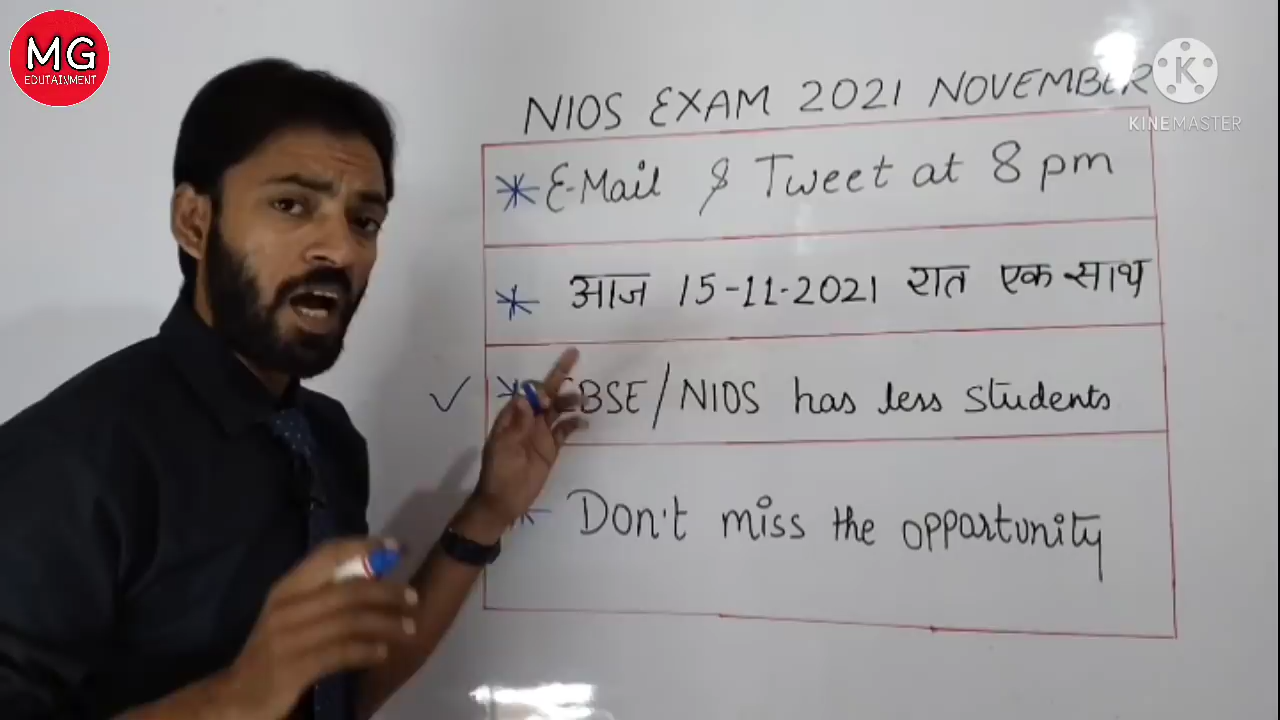 MG
EDUTAINMENT
KINEMASTER
NIOS EXAM 2021 NOVEMBER
E-Mail & Tweet at 8 pm
आज 15-11-2021 रात एक साथ
CBSE/NIOS has less students
Don't miss the oppartunity